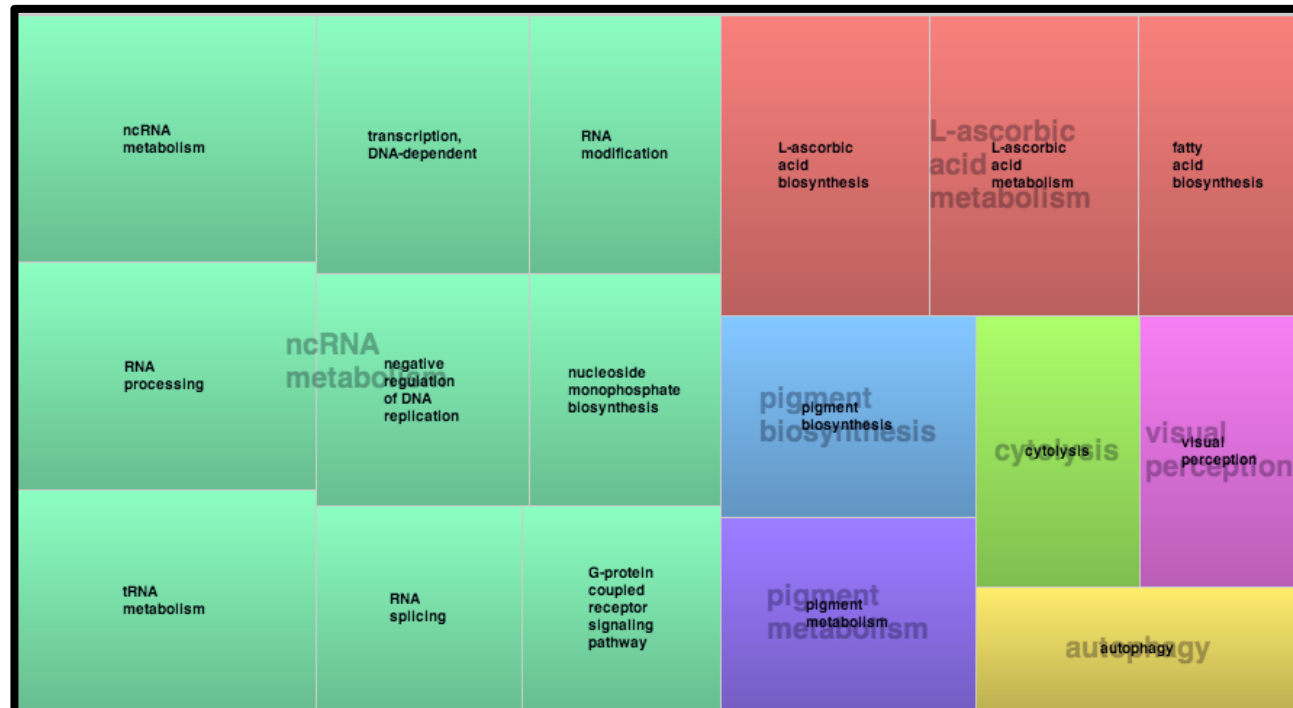 ncRNA
metabolism
transcription,
DNA-dependent
RNA
modification
RNA
processing
ncRNA
metabolism
negative
regulation
of DNA
replication
nucleoside
monophosphate
biosynthesis
tRNA
metabolism
RNA
splicing
G-protein
coupled
receptor
signaling
pathway
L-ascorbic
acid
biosynthesis
L-ascorbic
acid
metabolism
L-ascorbic
acid
metabolism
fatty
acid
biosynthesis
pigment
biosynthesis
pigment
biosynthesis
cytolysis
cytolysis
visual
perception
visual
perception
pigment
metabolism
pigment
metabolism
autophagy
autophagy